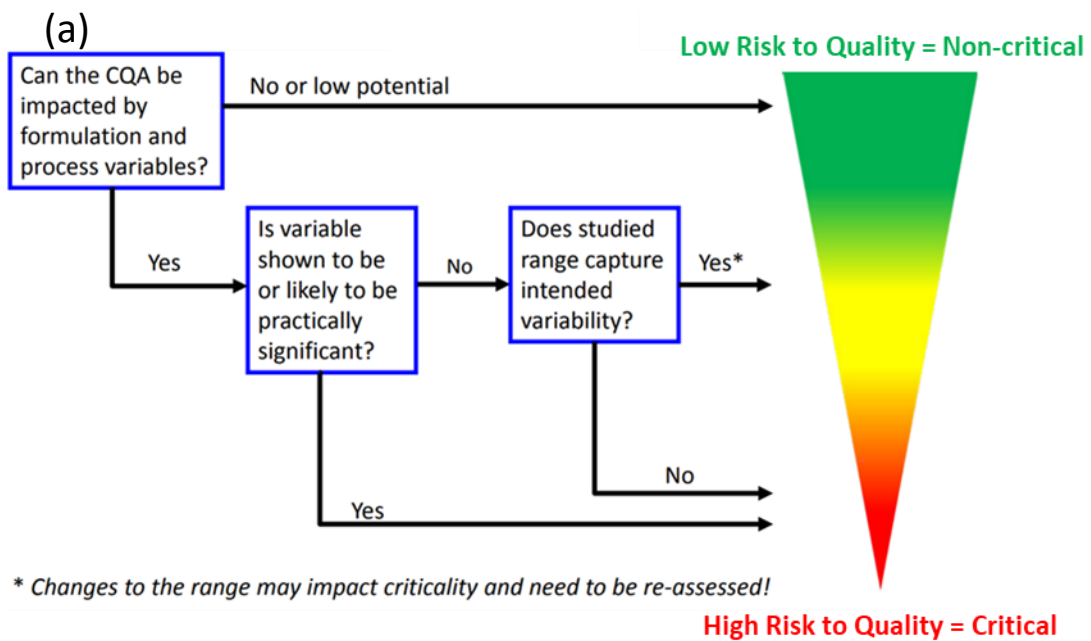 (a)
Low Risk to Quality = Non-critical
Can the CQA be
impacted by
formulation and
process variables?
No or low potential
Yes
Is variable
shown to be
or likely to be
practically
significant?
No
Does studied
range capture
intended
variability?
Yes*
No
Yes
* Changes to the range may impact criticality and need to be re-assessed!
High Risk to Quality = Critical